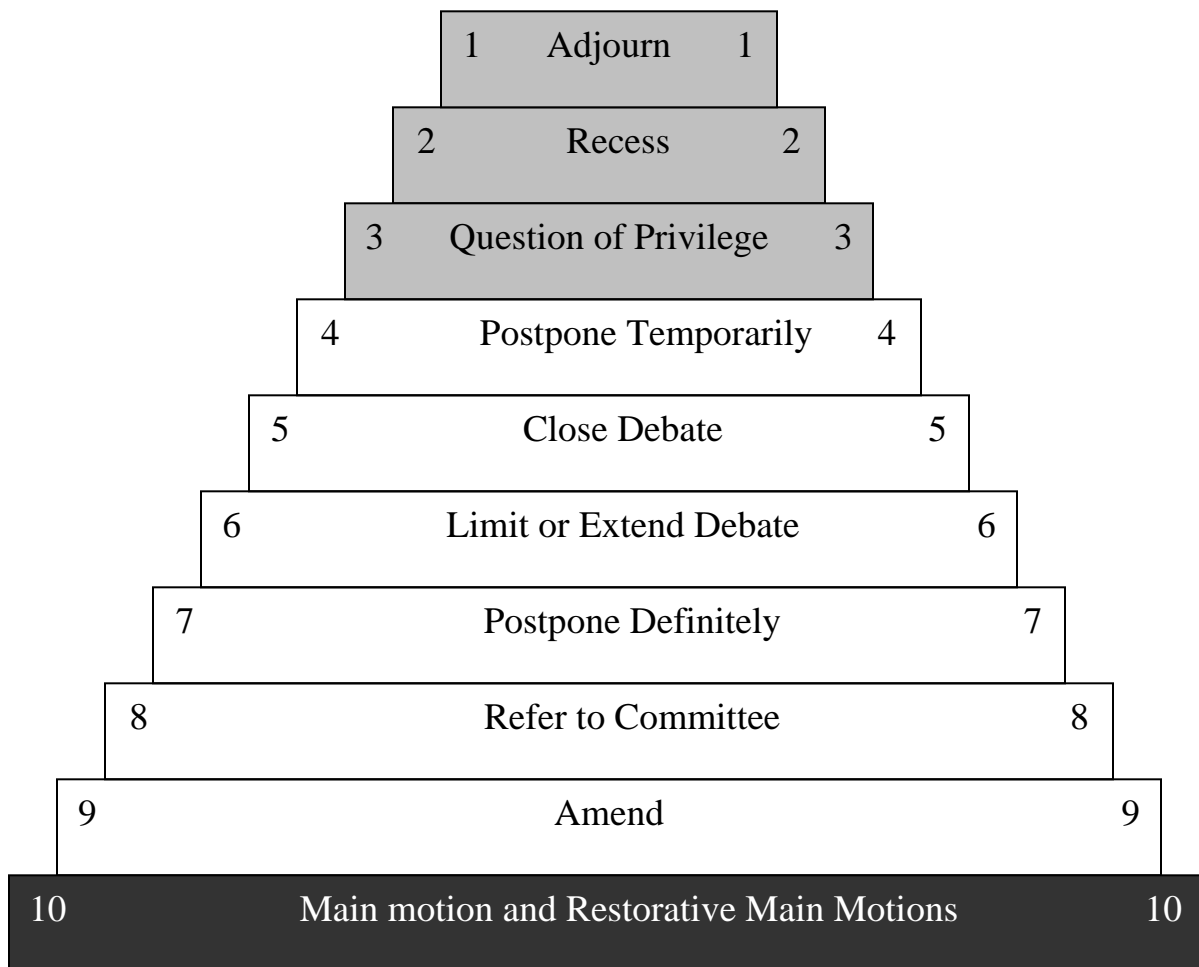 1 Adjourn 1
2 Recess 2
3 Question of Privilege 3
4 Postpone Temporarily 4
5 Close Debate 5
6 Limit or Extend Debate 6
7 Postpone Definitely 7
8 Refer to Committee 8
9 Amend 9
10 Main motion and Restorative Main Motions 10